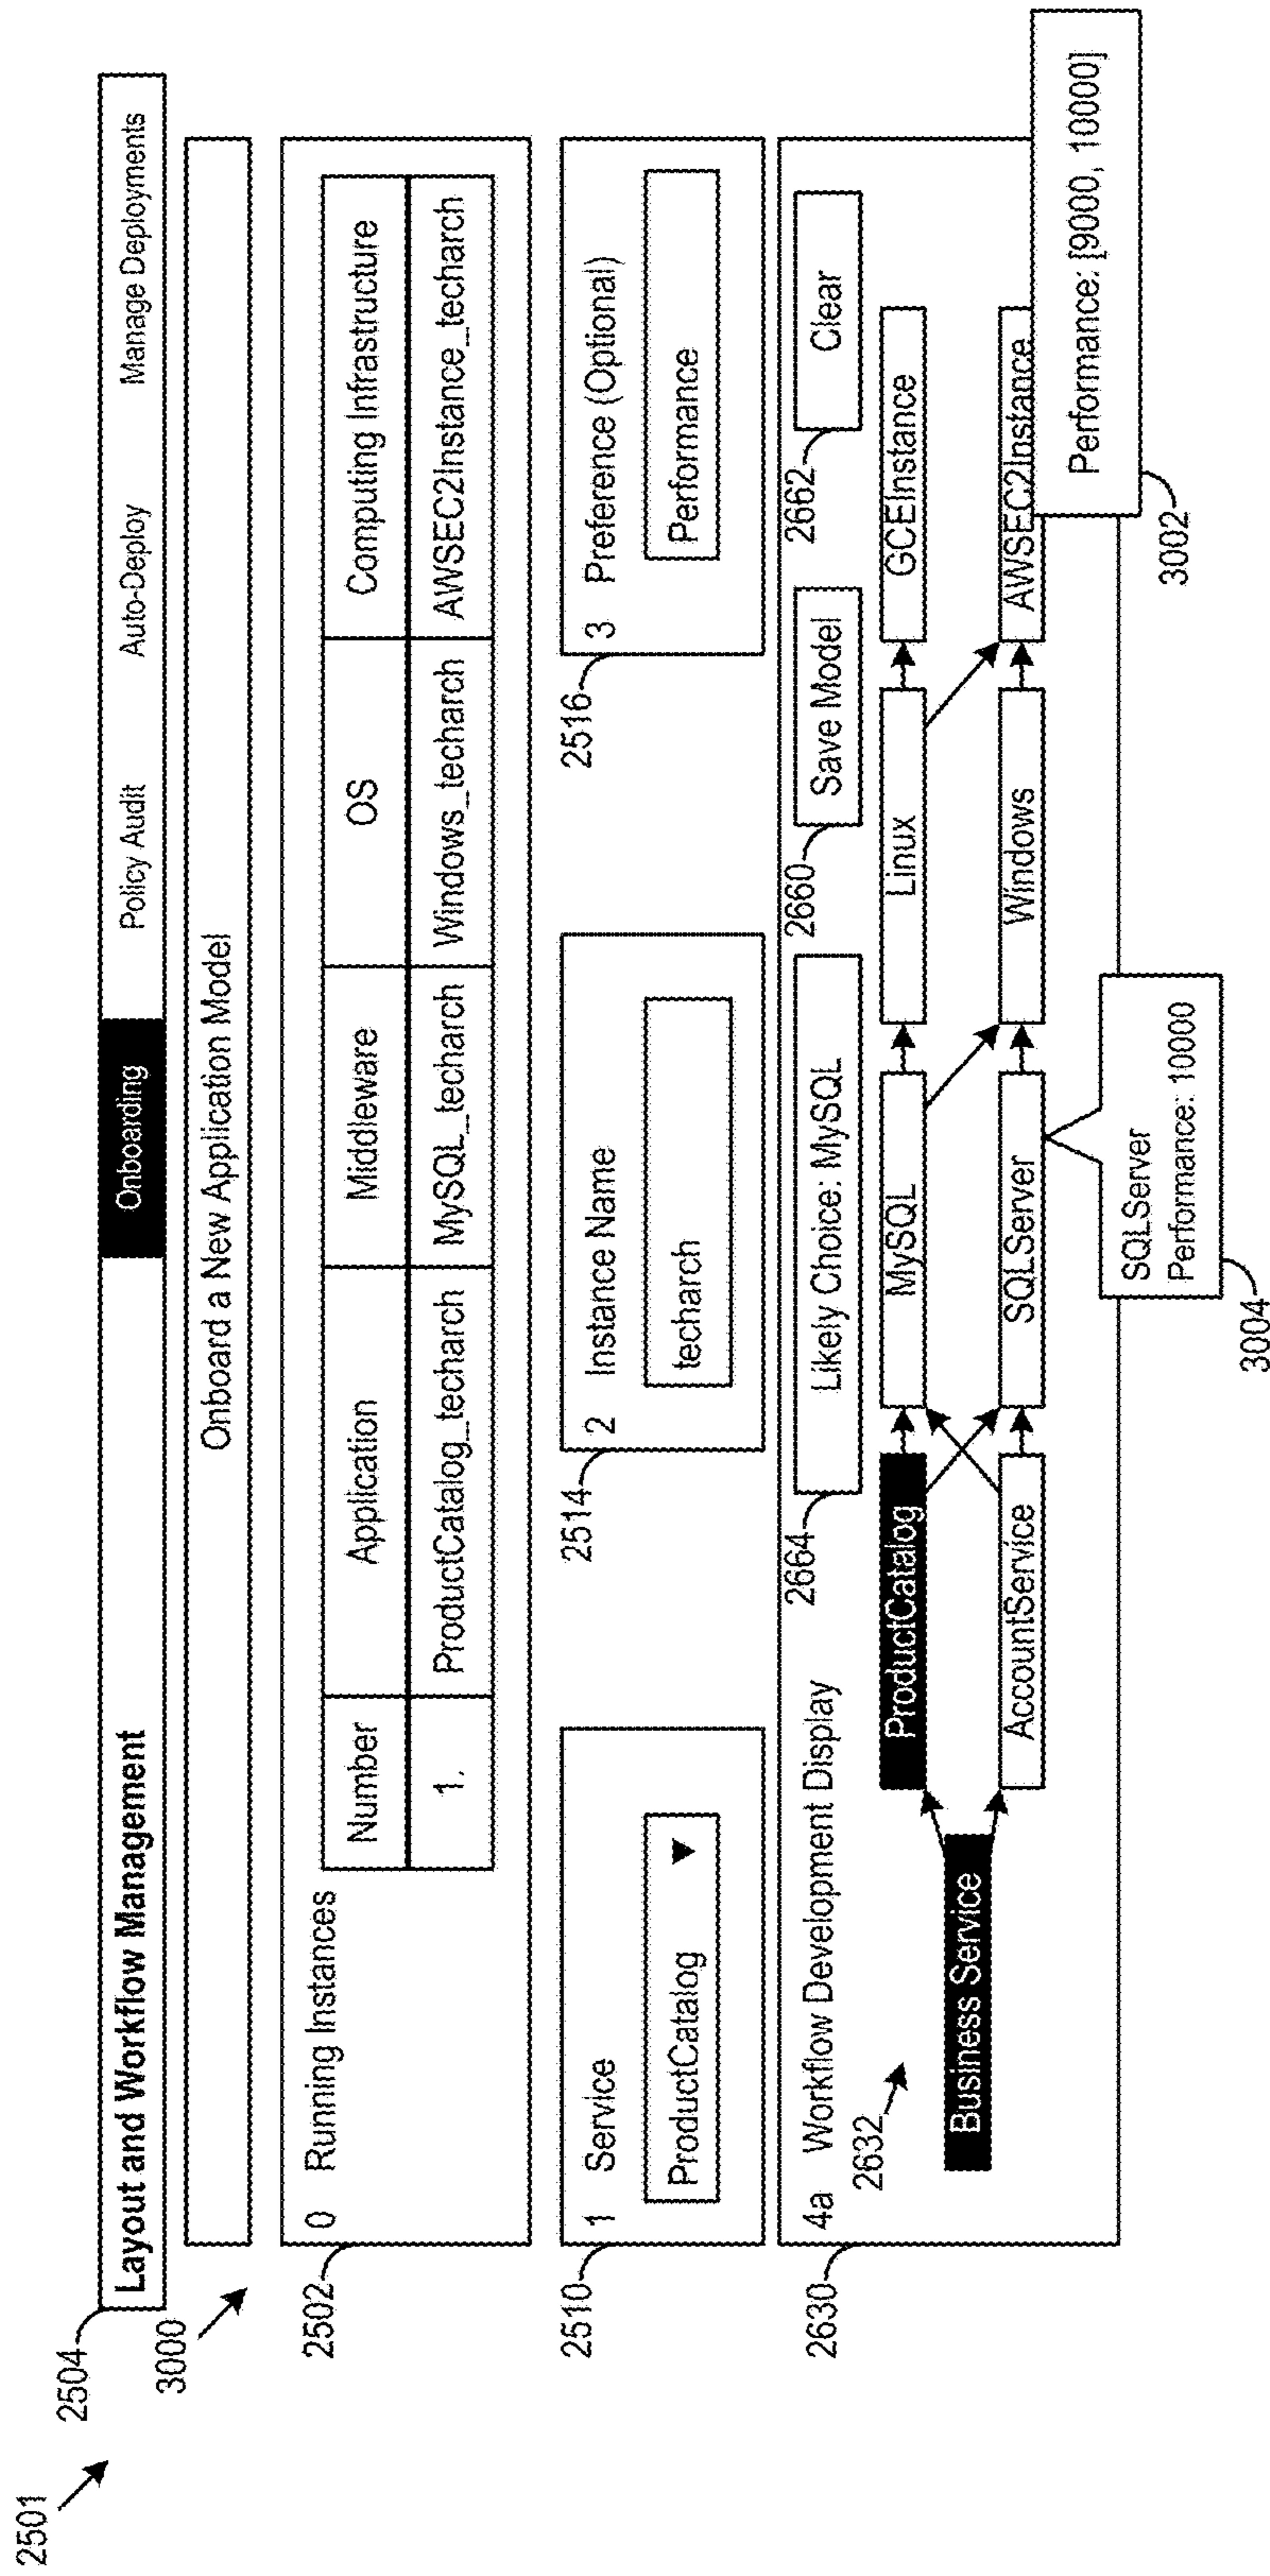 2501
2504
Layout and Workflow Management
Onboarding
Policy Audit
Auto-Deploy
Manage Deployments
3000
Onboard a New Application Model
2502
0 Running Instances
Number
Application
Middleware
OS
Computing Infrastructure
1.
ProductCatalog_techarch
MySQL_techarch
Windows_techarch
AWSEC2Instance_techarch
2510
1 Service
ProductCatalog ▼
2514
2 Instance Name
techarch
2516
3 Preference (Optional)
Performance
2630
4a Workflow Development Display
2632
2664
Likely Choice: MySQL
2660
Save Model
2662
Clear
Business Service
ProductCatalog
MySQL
Linux
GCEInstance
AccountService
SQLServer
Windows
AWSEC2Instance
Performance: [9000, 10000]
3002
SQLServer
Performance: 10000
3004